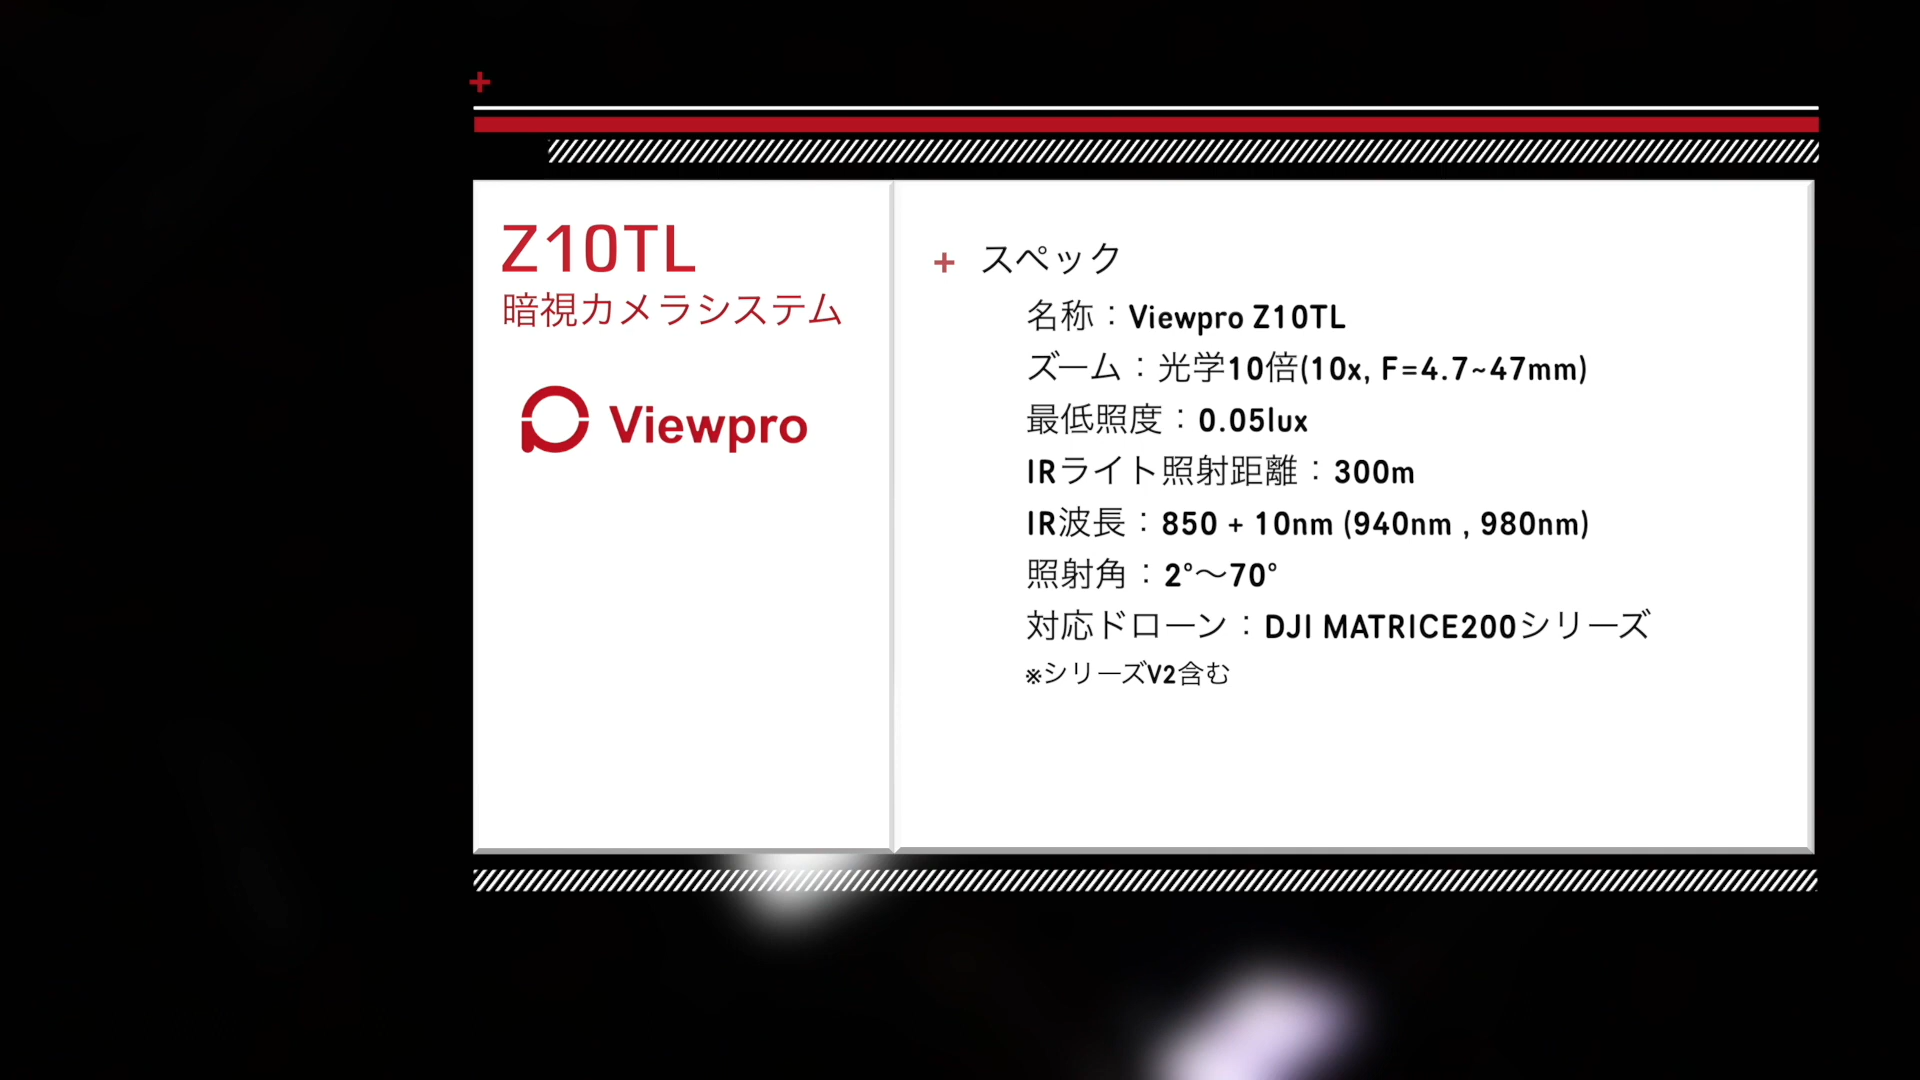 Z10TL
暗視カメラシステム
Viewpro
スペック
名称：Viewpro Z10TL
ズーム：光学10倍(10x, F=4.7~47mm)
最低照度：0.05lux
IRライト照射距離：300m
IR波長：850 + 10nm (940nm , 980nm)
照射角：2°〜70°
対応ドローン：DJI MATRICE200シリーズ
※シリーズV2含む